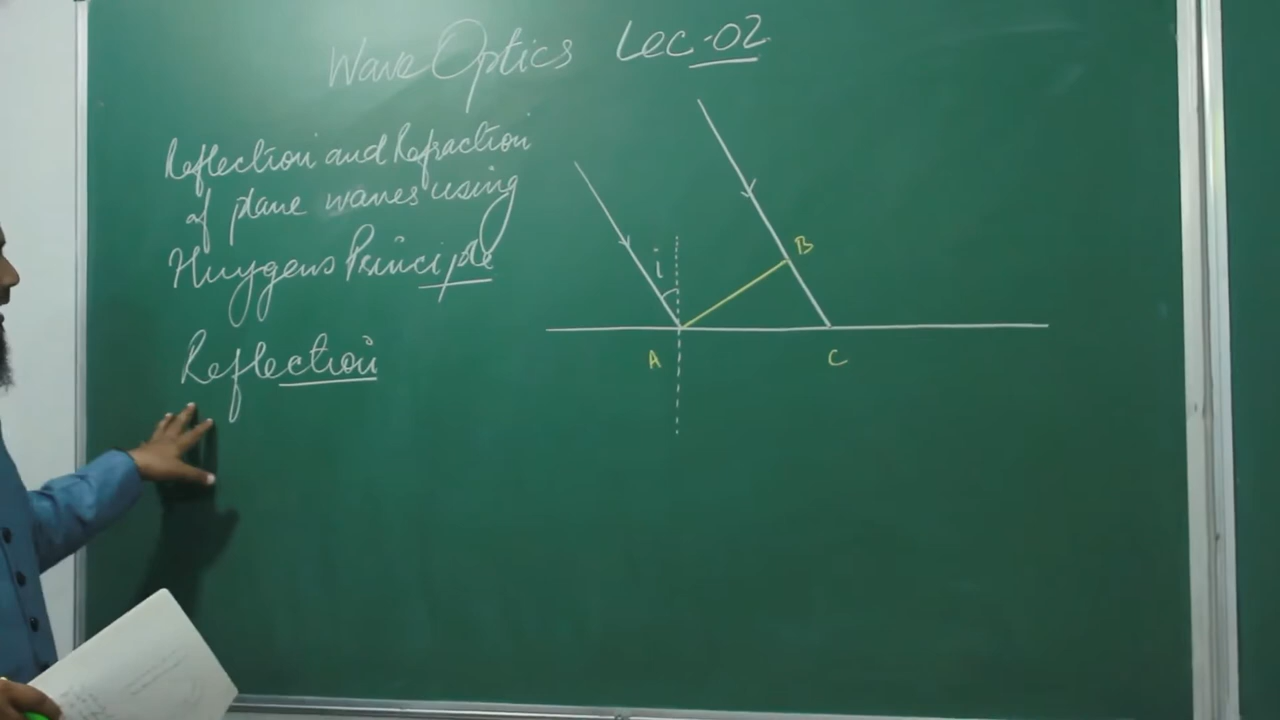 Wave Optics Lec-02
Reflection and Refraction
of plane waves using
Huygens Principle
Reflection
i
B
A
C